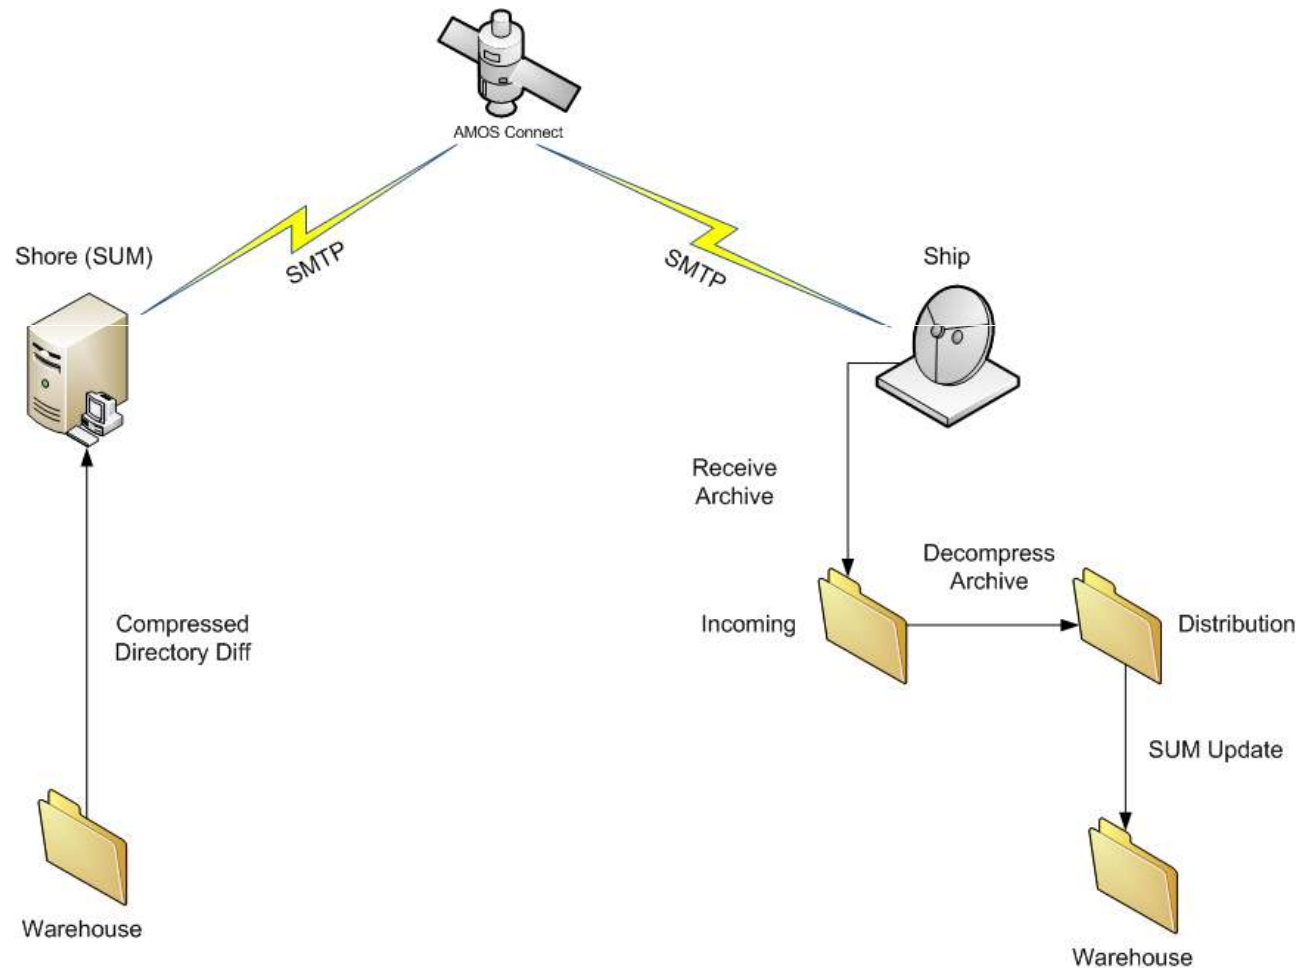 AMOS Connect
SMTP
SMTP
Shore (SUM)
Ship
Receive
Archive
Decompress
Archive
Incoming
Distribution
Compressed
Directory Diff
SUM Update
Warehouse
Warehouse